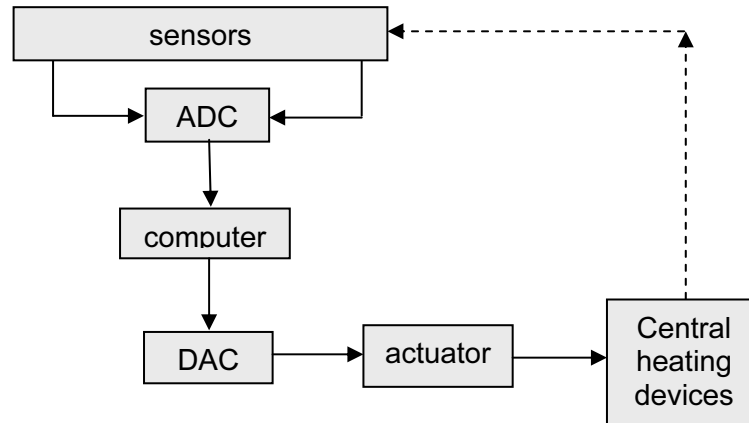 sensors
ADC
computer
DAC
actuator
Central
heating
devices